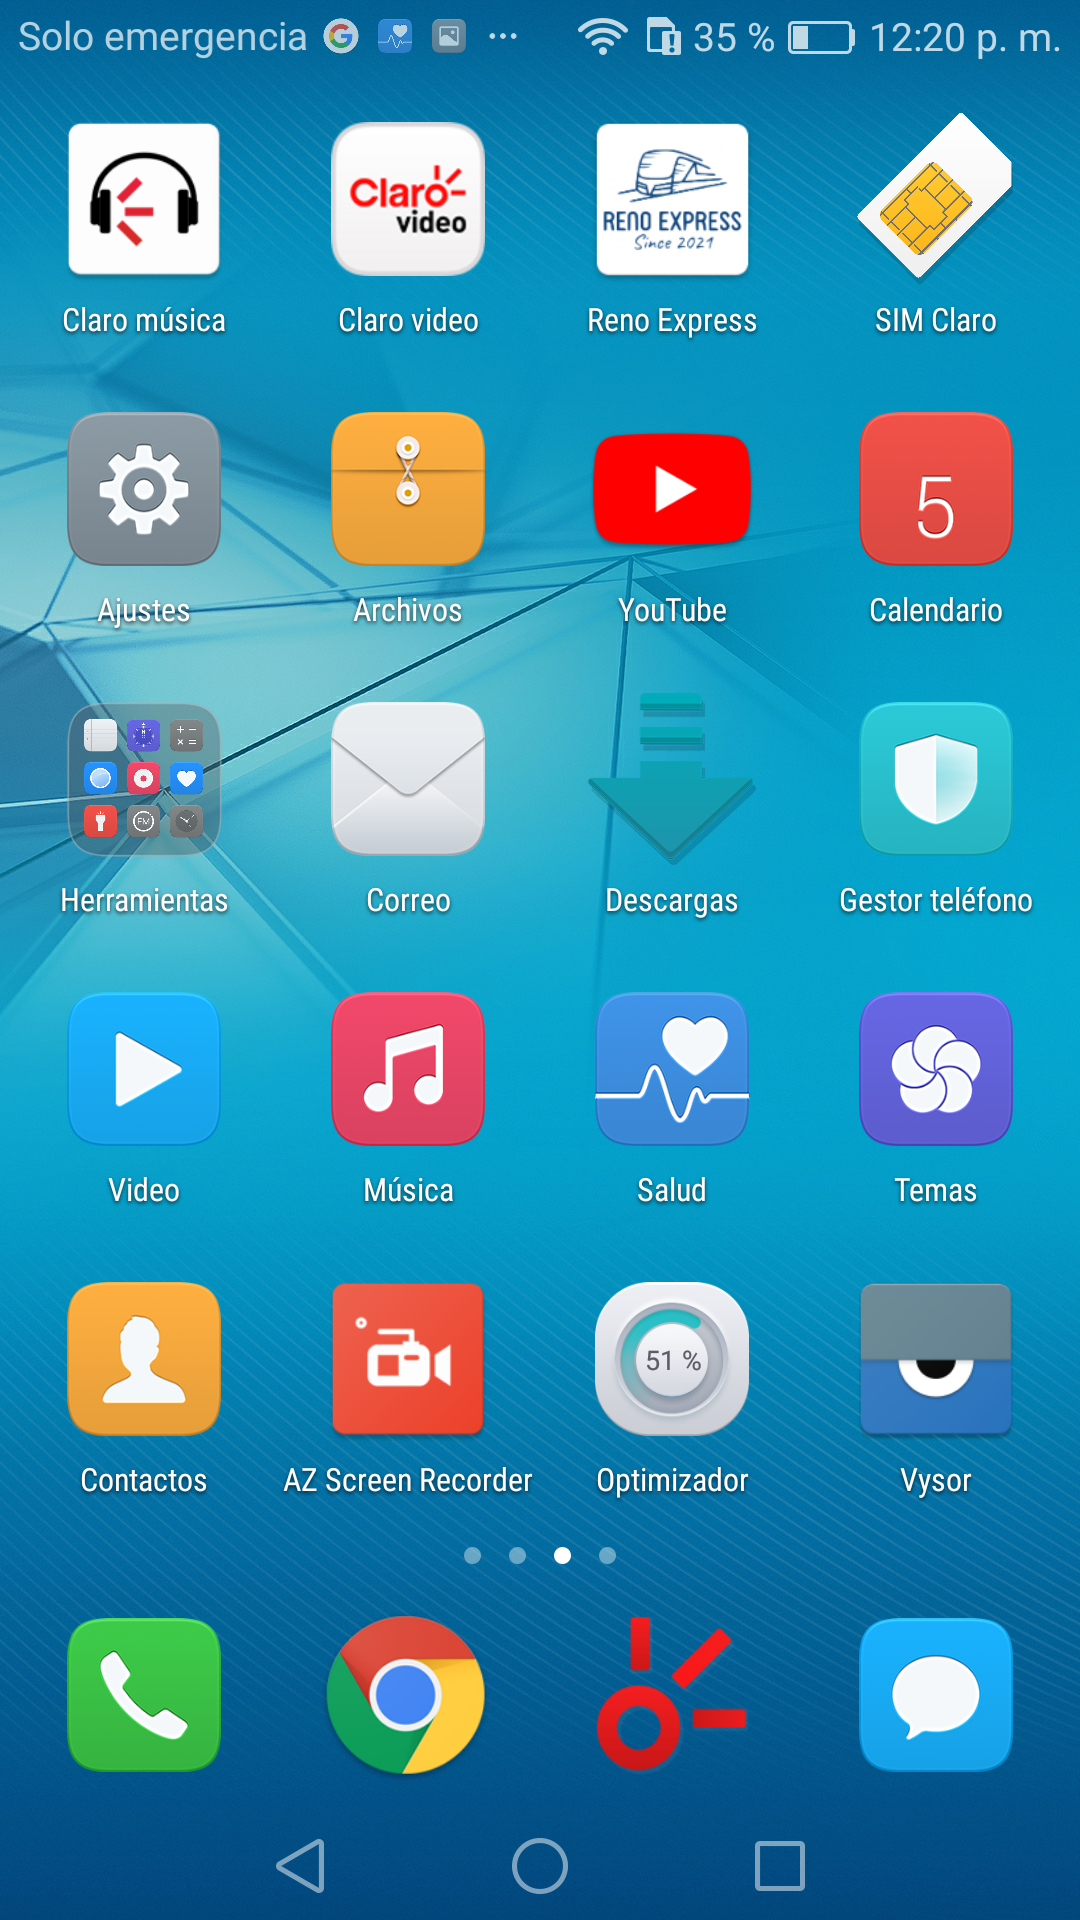 Solo emergencia 35 % 12:20 p. m.
Claro
video
RENO EXPRESS
Since 2021
Claro música Claro video Reno Express SIM Claro
5
Ajustes Archivos YouTube Calendario
FM
Herramientas Correo Descargas Gestor teléfono
Video Música Salud Temas
51 %
Contactos AZ Screen Recorder Optimizador Vysor